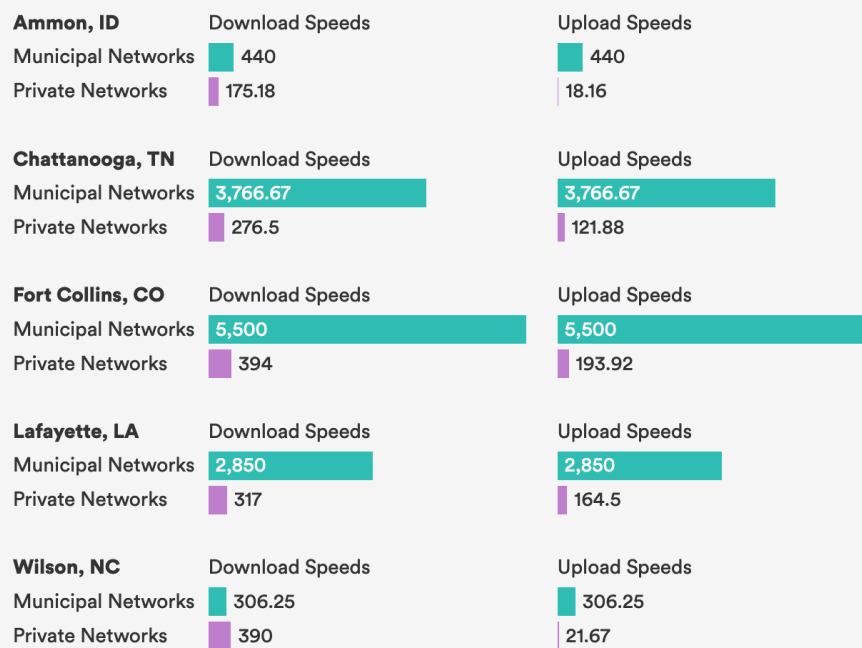 Ammon, ID Download Speeds Upload Speeds
Municipal Networks 440 440
Private Networks 175.18 18.16
Chattanooga, TN Download Speeds Upload Speeds
Municipal Networks 3,766.67 3,766.67
Private Networks 276.5 121.88
Fort Collins, CO Download Speeds Upload Speeds
Municipal Networks 5,500 5,500
Private Networks 394 193.92
Lafayette, LA Download Speeds Upload Speeds
Municipal Networks 2,850 2,850
Private Networks 317 164.5
Wilson, NC Download Speeds Upload Speeds
Municipal Networks 306.25 306.25
Private Networks 390 21.67